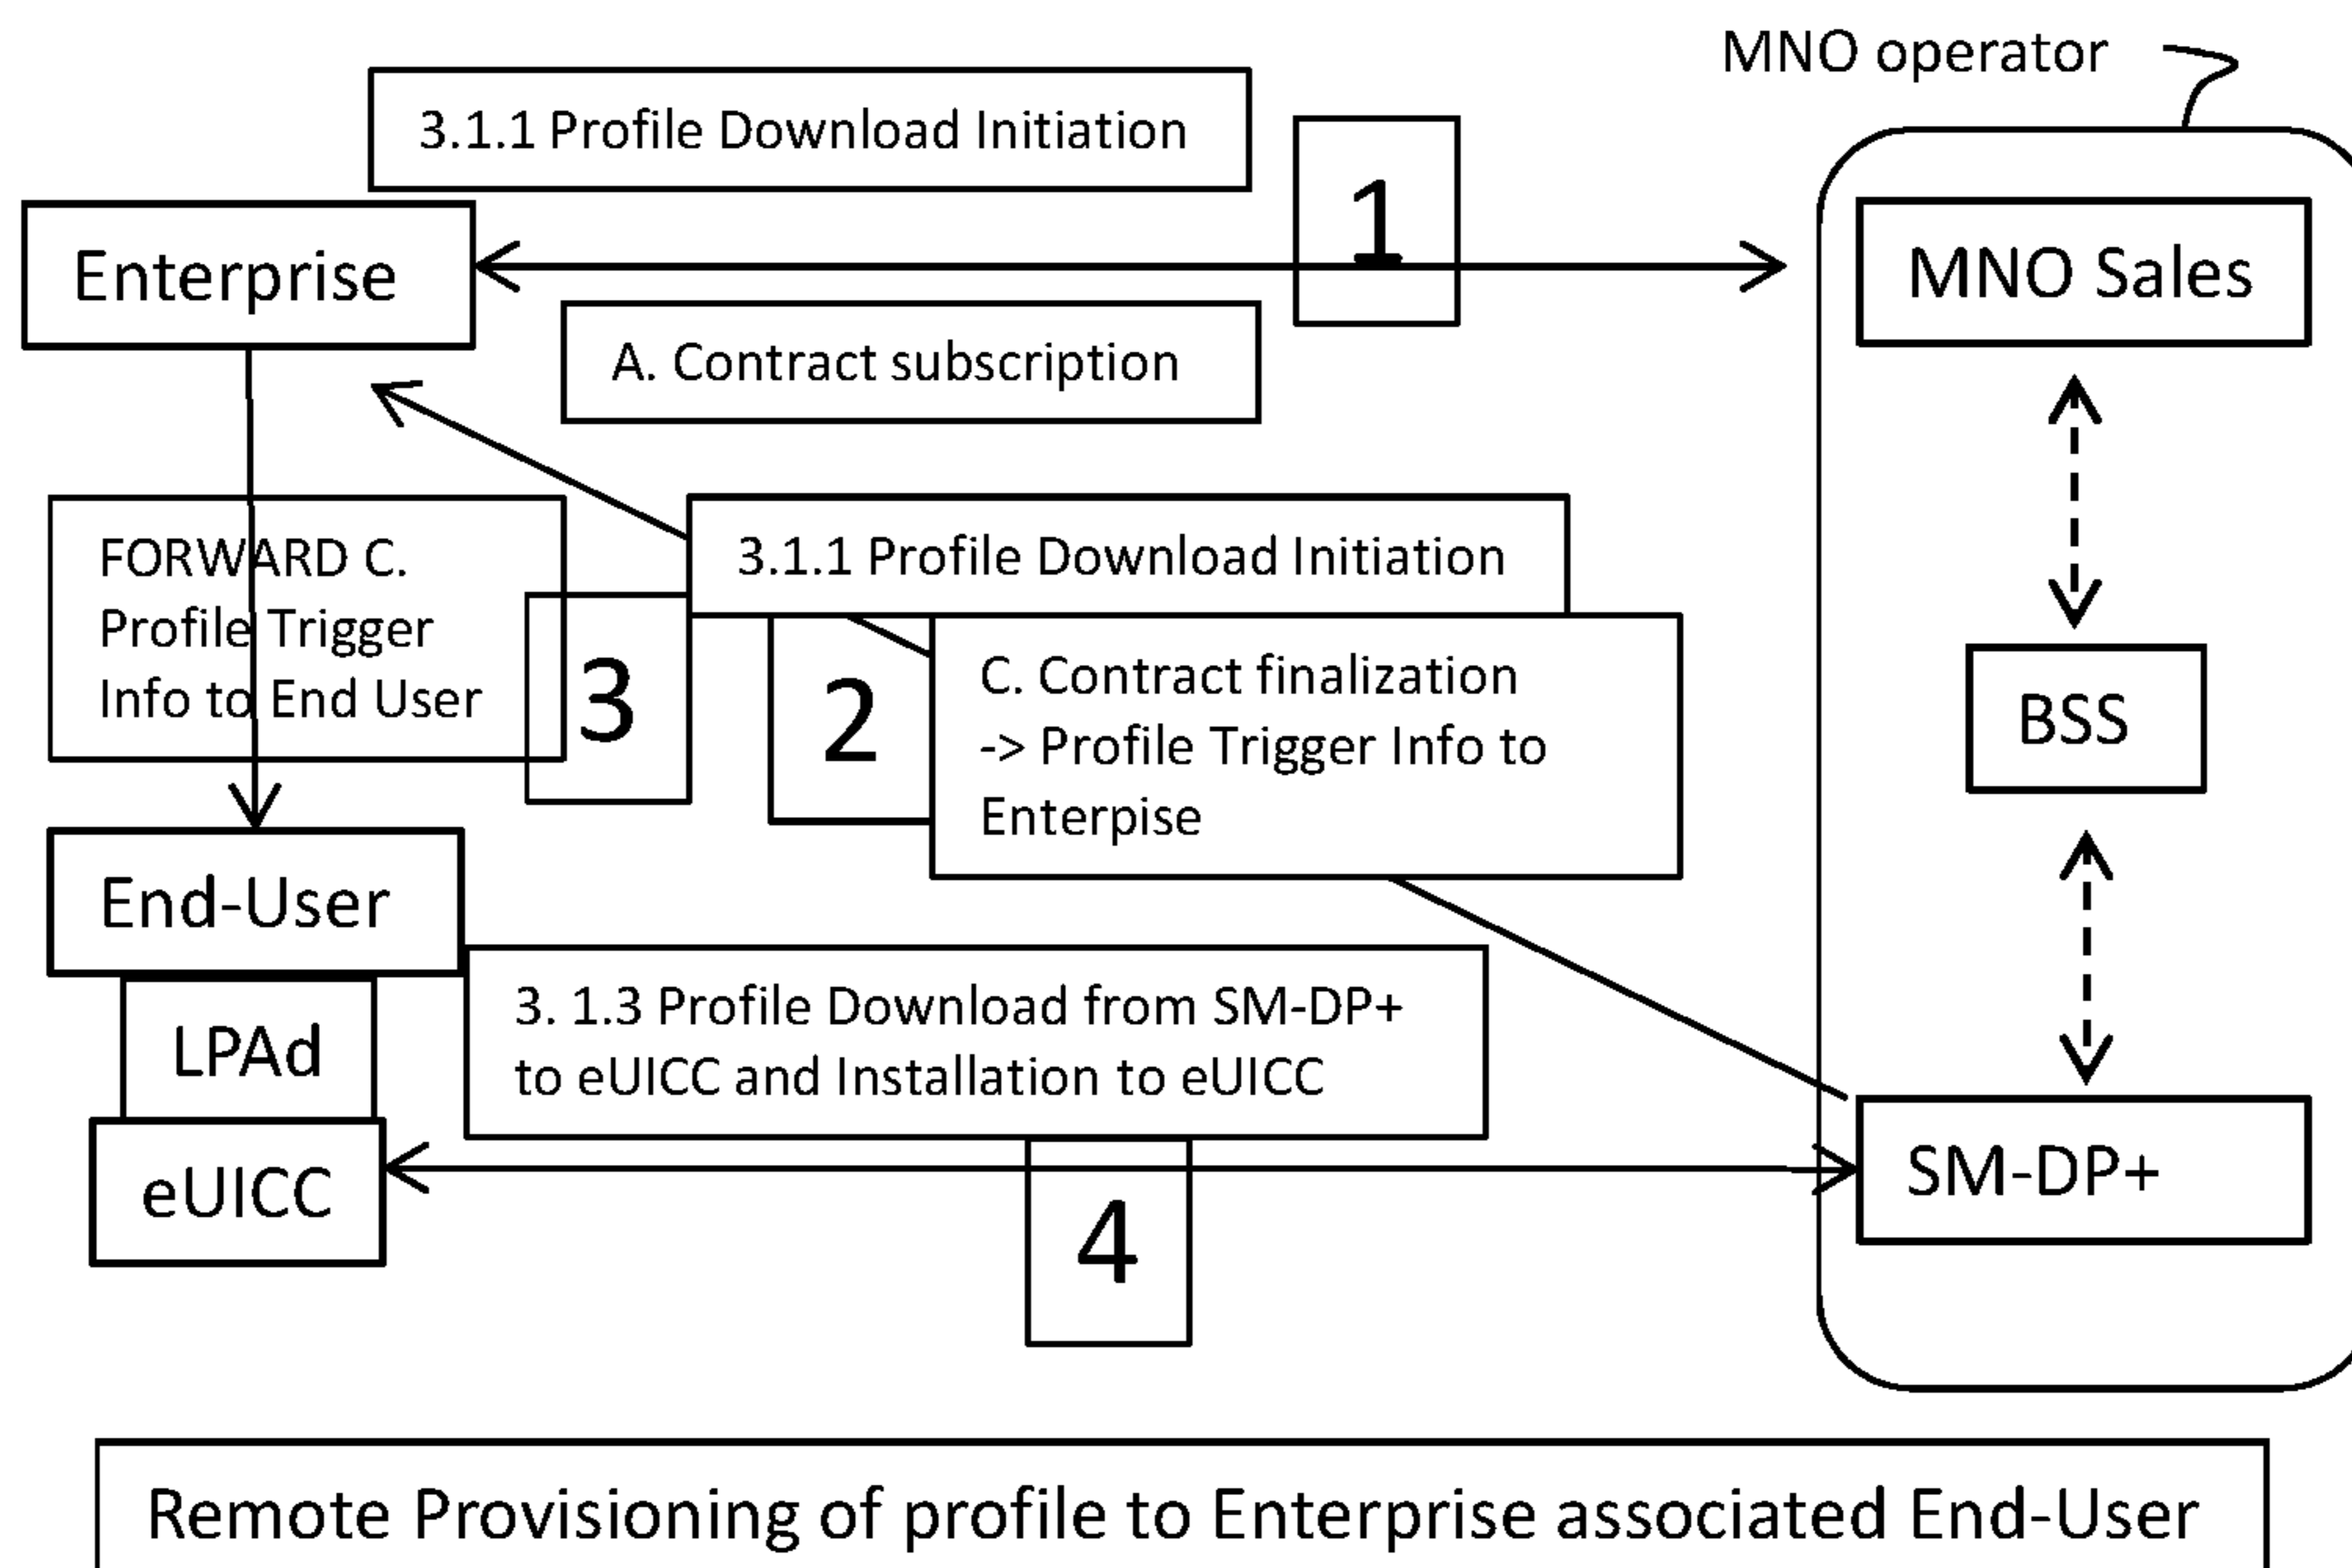 MNO operator
3.1.1 Profile Download Initiation
1
Enterprise
MNO Sales
A. Contract subscription
FORWARD C.
Profile Trigger
Info to End User
3
3.1.1 Profile Download Initiation
2
C. Contract finalization
-> Profile Trigger Info to
Enterpise
BSS
End-User
LPAd
eUICC
3. 1.3 Profile Download from SM-DP+
to eUICC and Installation to eUICC
4
SM-DP+
Remote Provisioning of profile to Enterprise associated End-User